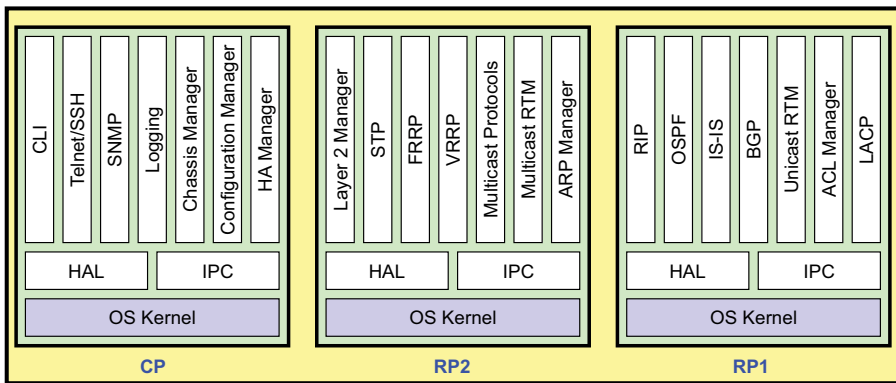 CLI
Telnet/SSH
SNMP
Logging
Chassis Manager
Configuration Manager
HA Manager
HAL
IPC
OS Kernel
CP
Layer 2 Manager
STP
FRRP
VRRP
Multicast Protocols
Multicast RTM
ARP Manager
HAL
IPC
OS Kernel
RP2
RIP
OSPF
IS-IS
BGP
Unicast RTM
ACL Manager
LACP
HAL
IPC
OS Kernel
RP1